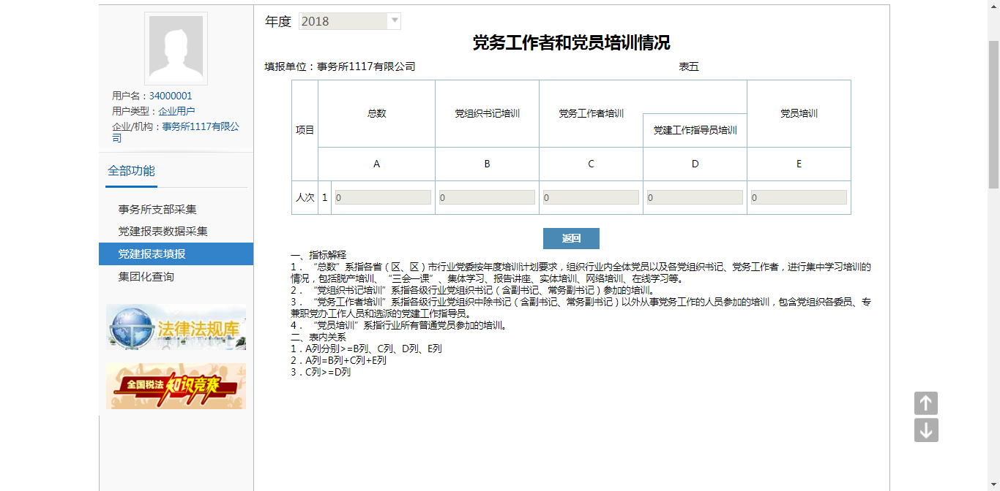 用户名：34000001
用户类型：企业用户
企业/机构：事务所1117有限公
司
全部功能
事务所支部采集
党建报表数据采集
党建报表填报
集团化查询
法律法规库
全国税法知识竞赛
年度 2018
党务工作者和党员培训情况
填报单位：事务所1117有限公司 表五
项目 总数 党组织书记培训 党务工作者培训 党建工作指导员培训 党员培训
A B C D E
人次 1 0 0 0 0 0
返回
一、指标解释
1．“总数”系指各省（区、区）市行业党委按年度培训计划要求，组织行业内全体党员以及各党组织书记、党务工作者，进行集中学习培训的
情况，包括脱产培训、“三会一课”、集体学习、报告讲座、实体培训、网络培训、在线学习等。
2．“党组织书记培训”系指各级行业党组织书记（含副书记、常务副书记）参加的培训。
3．“党务工作者培训”系指各级行业党组织中除书记（含副书记、常务副书记）以外从事党务工作的人员参加的培训，包含党组织各委员、专
兼职党办工作人员和选派的党建工作指导员。
4．“党员培训”系指行业所有普通党员参加的培训。
二、表内关系
1．A列分别>=B列、C列、D列、E列
2．A列=B列+C列+E列
3．C列>=D列